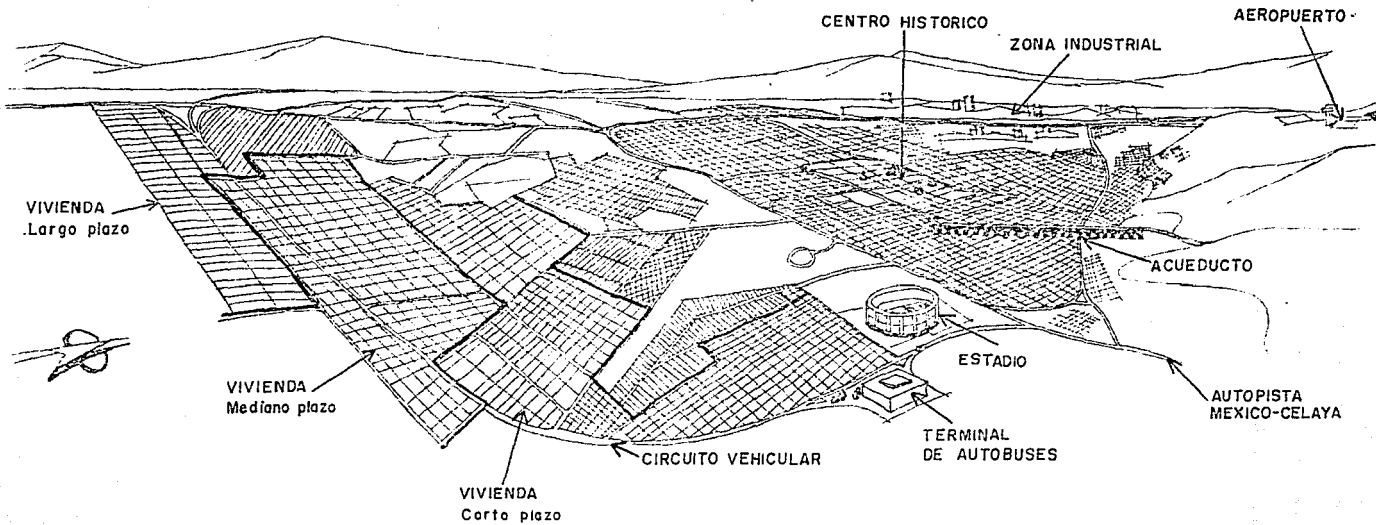 CENTRO HISTORICO
AEROPUERTO
ZONA INDUSTRIAL
VIVIENDA
.Largo plazo
ACUEDUCTO
ESTADIO
VIVIENDA
Mediano plazo
AUTOPISTA
MEXICO-CELAYA
TERMINAL
DE AUTOBUSES
CIRCUITO VEHICULAR
VIVIENDA
Corto plazo